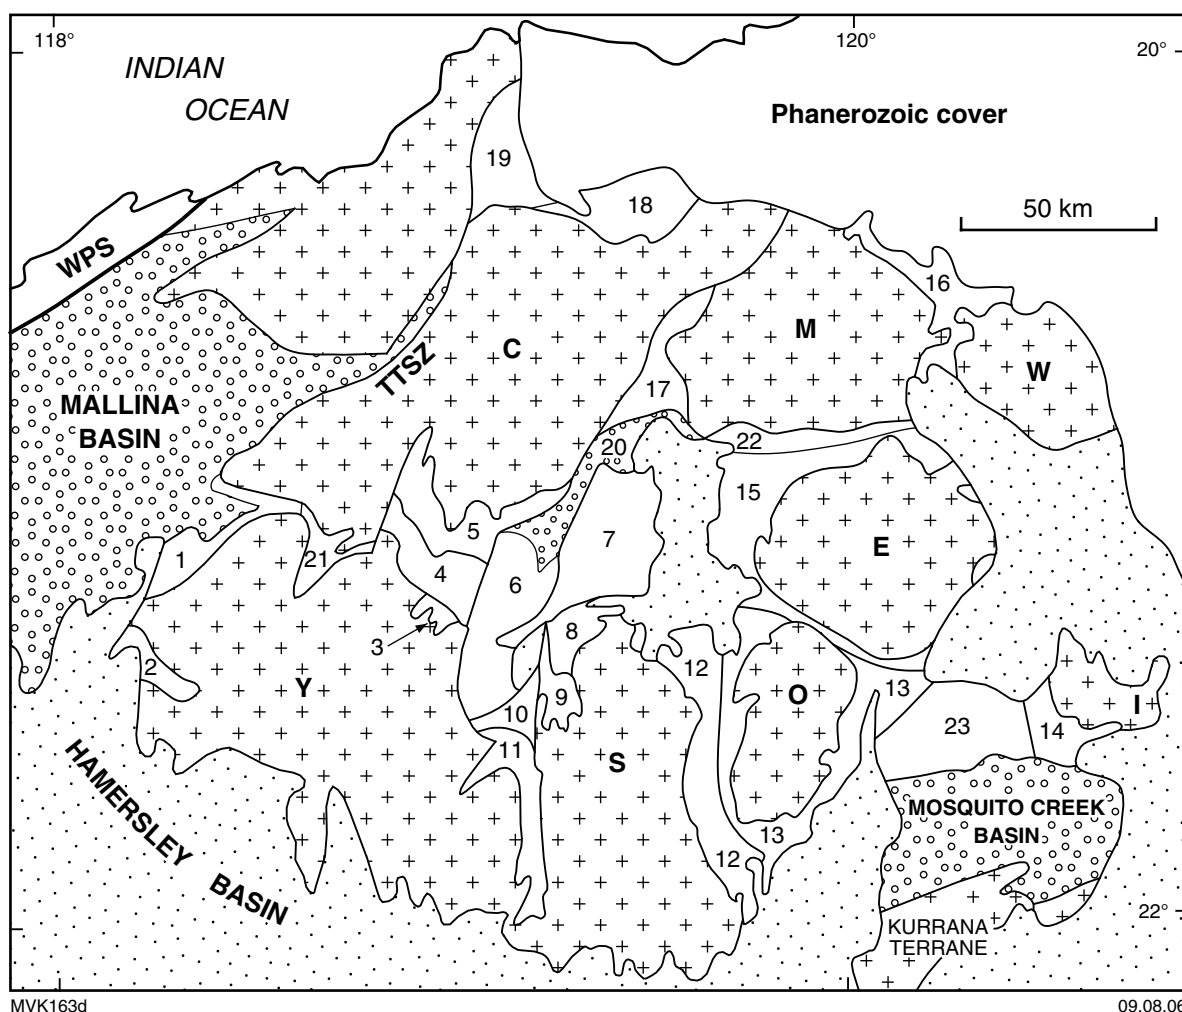 118°
120°
20°
INDIAN
OCEAN
Phanerozoic cover
19
18
50 km
WPS
16
C
M
W
TTSZ
17
MALLINA
BASIN
20
22
15
5
7
E
1
21
4
6
3
8
2
12
Y
9
O
13
I
10
23
14
11
S
HAMERSLEY BASIN
MOSQUITO CREEK
BASIN
13
12
22°
KURRANA
TERRANE
MVK163d
09.08.06